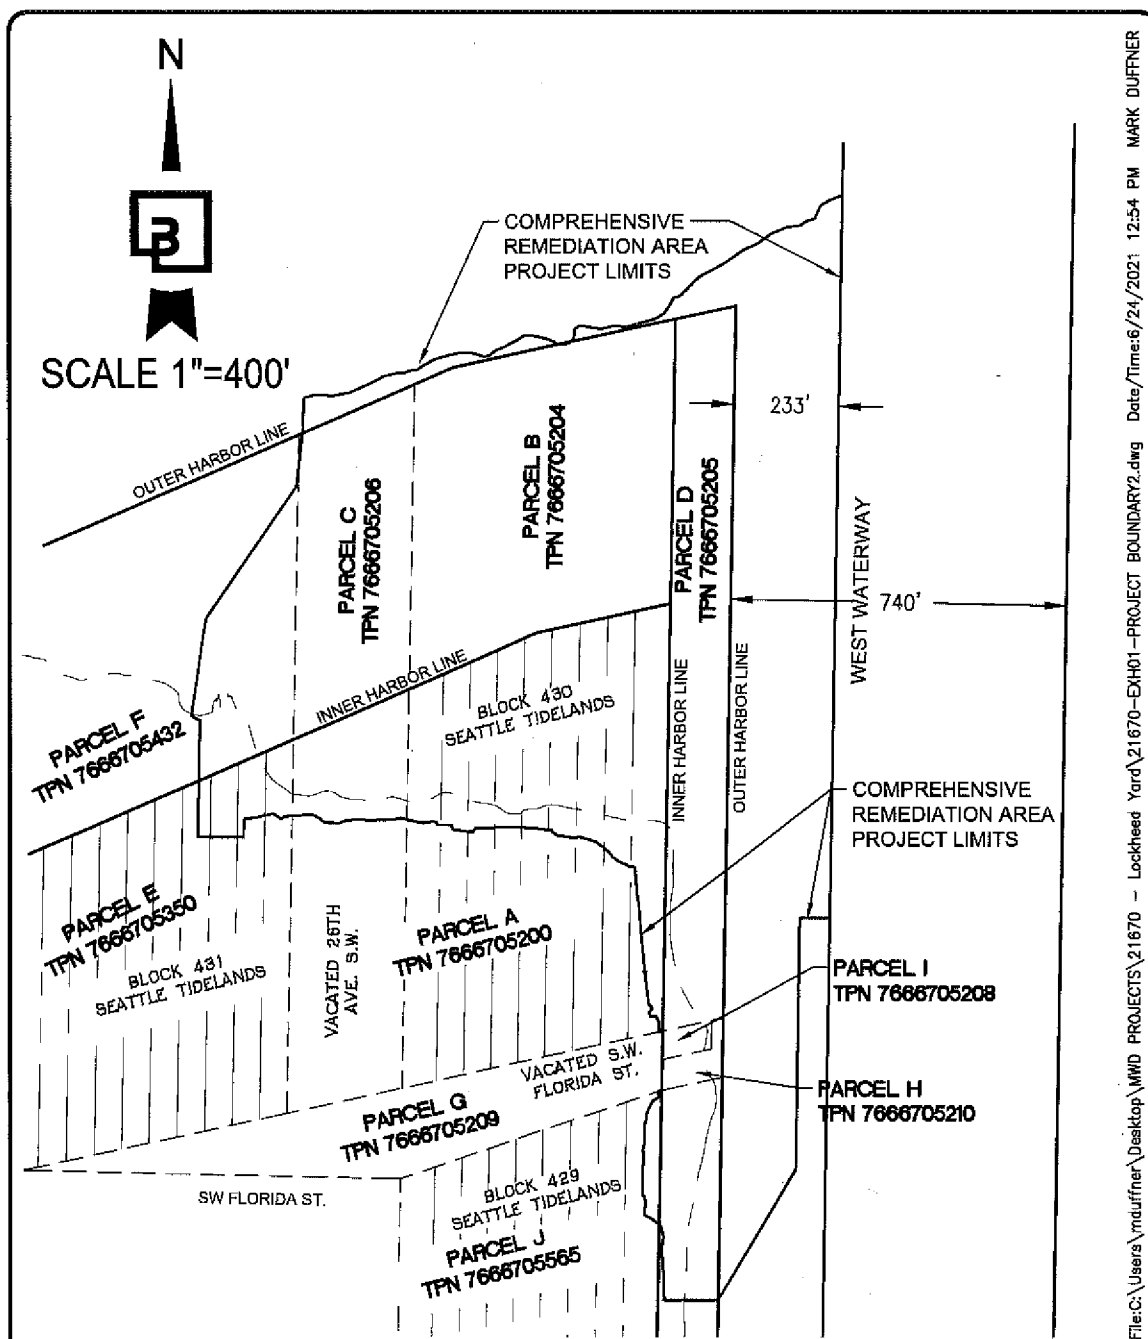 N
B
SCALE 1"=400'
COMPREHENSIVE
REMEDIATION AREA
PROJECT LIMITS
OUTER HARBOR LINE
233'
PARCEL C
TPN 7666705206
PARCEL B
TPN 7666705204
PARCEL D
TPN 7666705205
WEST WATERWAY
740'
INNER HARBOR LINE
BLOCK 430
SEATTLE TIDELANDS
INNER HARBOR LINE
OUTER HARBOR LINE
PARCEL F
TPN 7666705432
COMPREHENSIVE
REMEDIATION AREA
PROJECT LIMITS
PARCEL E
TPN 7666705350
BLOCK 431
SEATTLE TIDELANDS
VACATED 26TH
AVE. S.W.
PARCEL A
TPN 7666705200
PARCEL I
TPN 7666705208
VACATED S.W.
FLORIDA ST.
PARCEL G
TPN 7666705209
PARCEL H
TPN 7666705210
SW FLORIDA ST.
BLOCK 429
SEATTLE TIDELANDS
PARCEL J
TPN 7666705565
File:C:\Users\mduffner\Desktop\MWD PROJECTS\21670 - Lockheed Yard\21670-EXH01-PROJECT BOUNDARY2.dwg Date/Time:6/24/2021 12:54 PM MARK DUFFNER